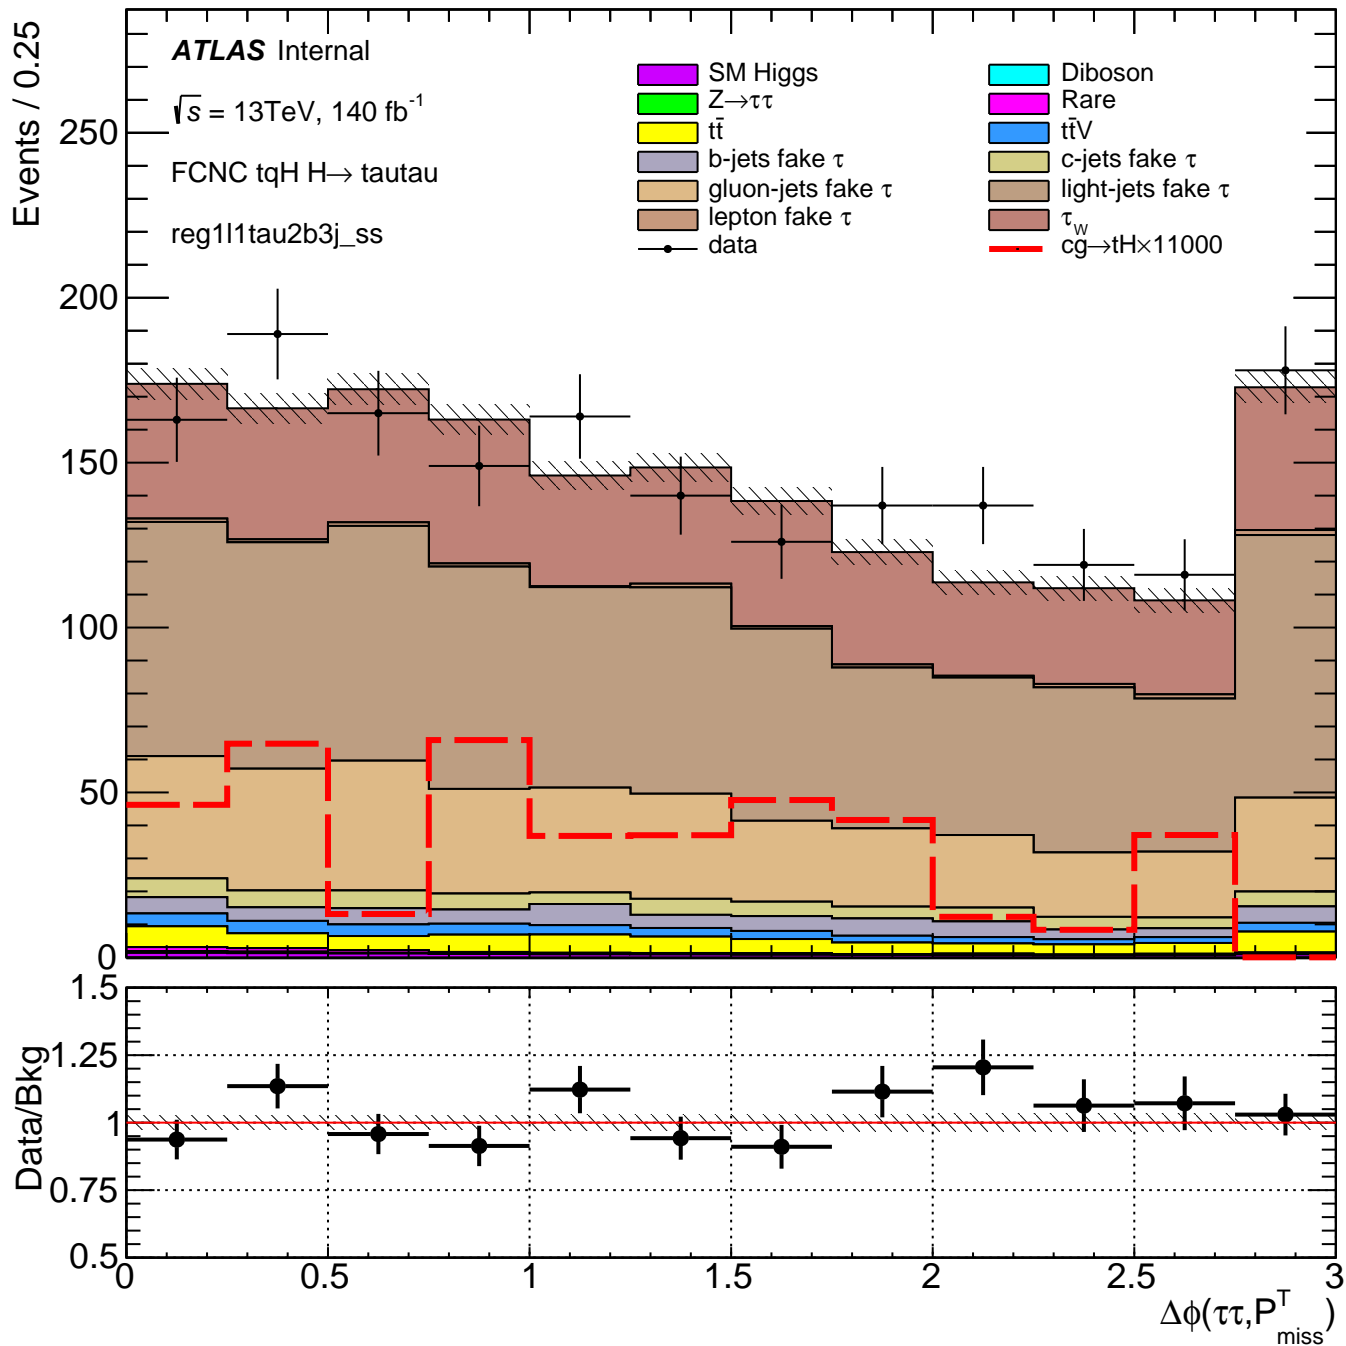 Events / 0.25
ATLAS Internal
√s = 13TeV, 140 fb⁻¹
FCNC tqH H→ tautau
reg1l1tau2b3j_ss
SM Higgs
Diboson
Z→ττ
Rare
tt̄
tt̄V
b-jets fake τ
c-jets fake τ
gluon-jets fake τ
light-jets fake τ
lepton fake τ
τ_W
data
cg→tH×11000
250
200
150
100
50
0
Data/Bkg
1.5
1.25
1
0.75
0.5
0 0.5 1 1.5 2 2.5 3
Δϕ(ττ,P^T_miss)